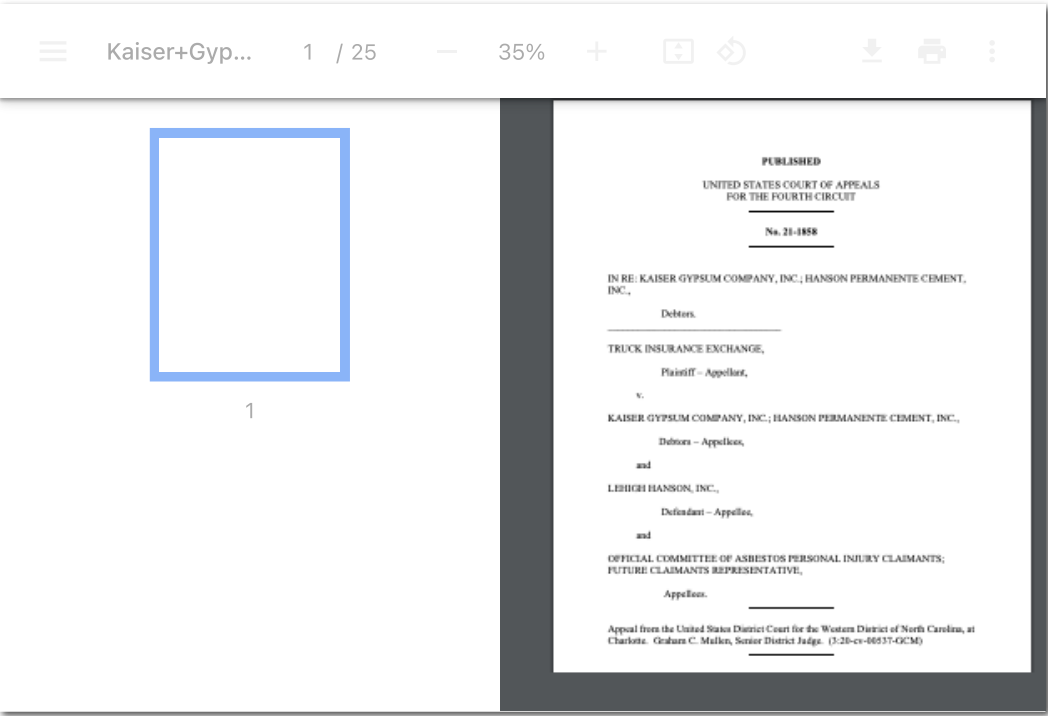 Kaiser+Gyp... 1 / 25 35%
1
PUBLISHED
UNITED STATES COURT OF APPEALS
FOR THE FOURTH CIRCUIT
No. 21-1858
IN RE: KAISER GYPSUM COMPANY, INC.; HANSON PERMANENTE CEMENT,
INC.,
Debtors.
TRUCK INSURANCE EXCHANGE,
Plaintiff – Appellant,
v.
KAISER GYPSUM COMPANY, INC.; HANSON PERMANENTE CEMENT, INC.,
Debtors – Appellees,
and
LEHIGH HANSON, INC.,
Defendant – Appellee,
and
OFFICIAL COMMITTEE OF ASBESTOS PERSONAL INJURY CLAIMANTS;
FUTURE CLAIMANTS REPRESENTATIVE,
Appellees.
Appeal from the United States District Court for the Western District of North Carolina, at
Charlotte. Graham C. Mullen, Senior District Judge. (3:20-cv-00537-GCM)